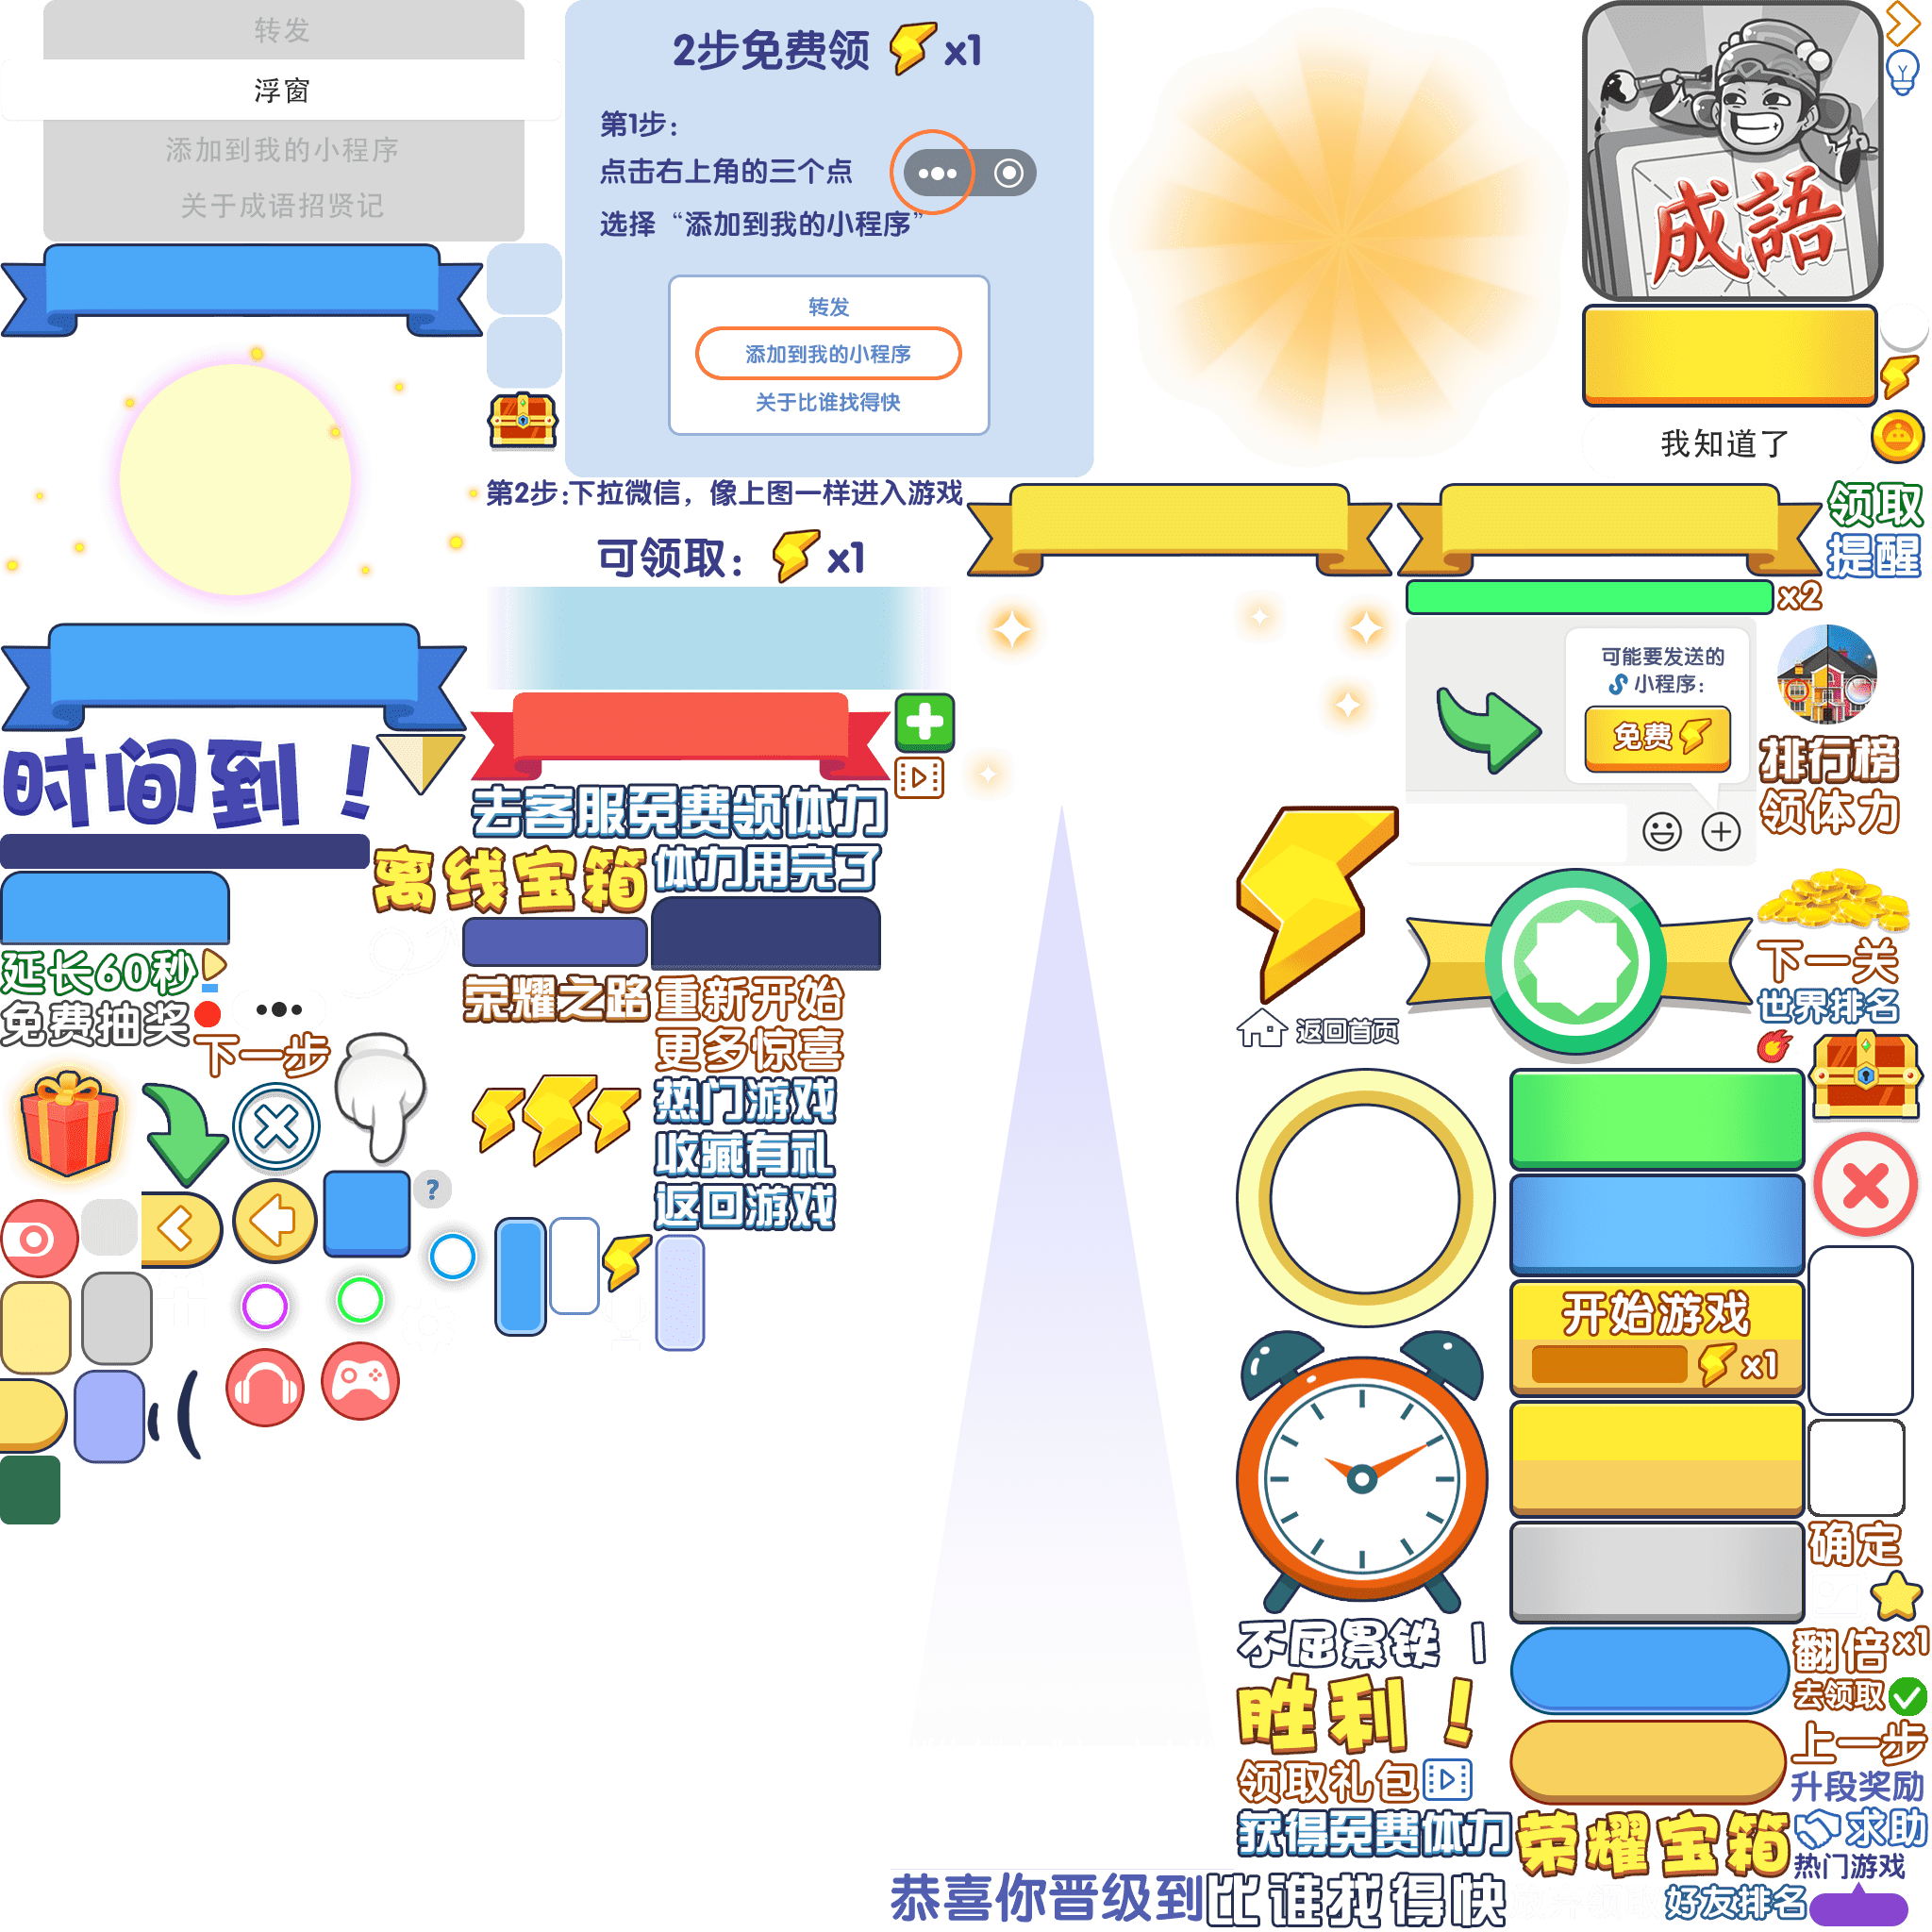 转发
浮窗
添加到我的小程序
关于成语招贤记
2步免费领 x1
第1步：
点击右上角的三个点
选择“添加到我的小程序”
转发
添加到我的小程序
关于比谁找得快
第2步:下拉微信，像上图一样进入游戏
可领取： x1
成語
我知道了
领取
提醒
x2
可能要发送的
小程序：
免费
排行榜
领体力
时间到！
去客服免费领体力
离线宝箱
体力用完了
延长60秒
免费抽奖
下一步
荣耀之路
重新开始
更多惊喜
热门游戏
收藏有礼
返回游戏
?
返回首页
下一关
世界排名
开始游戏
x1
确定
不屈黑铁 I
胜利！
领取礼包
获得免费体力
翻倍
x1
去领取
上一步
升段奖励
荣耀宝箱
求助
热门游戏
恭喜你晋级到
比谁找得快
好友排名